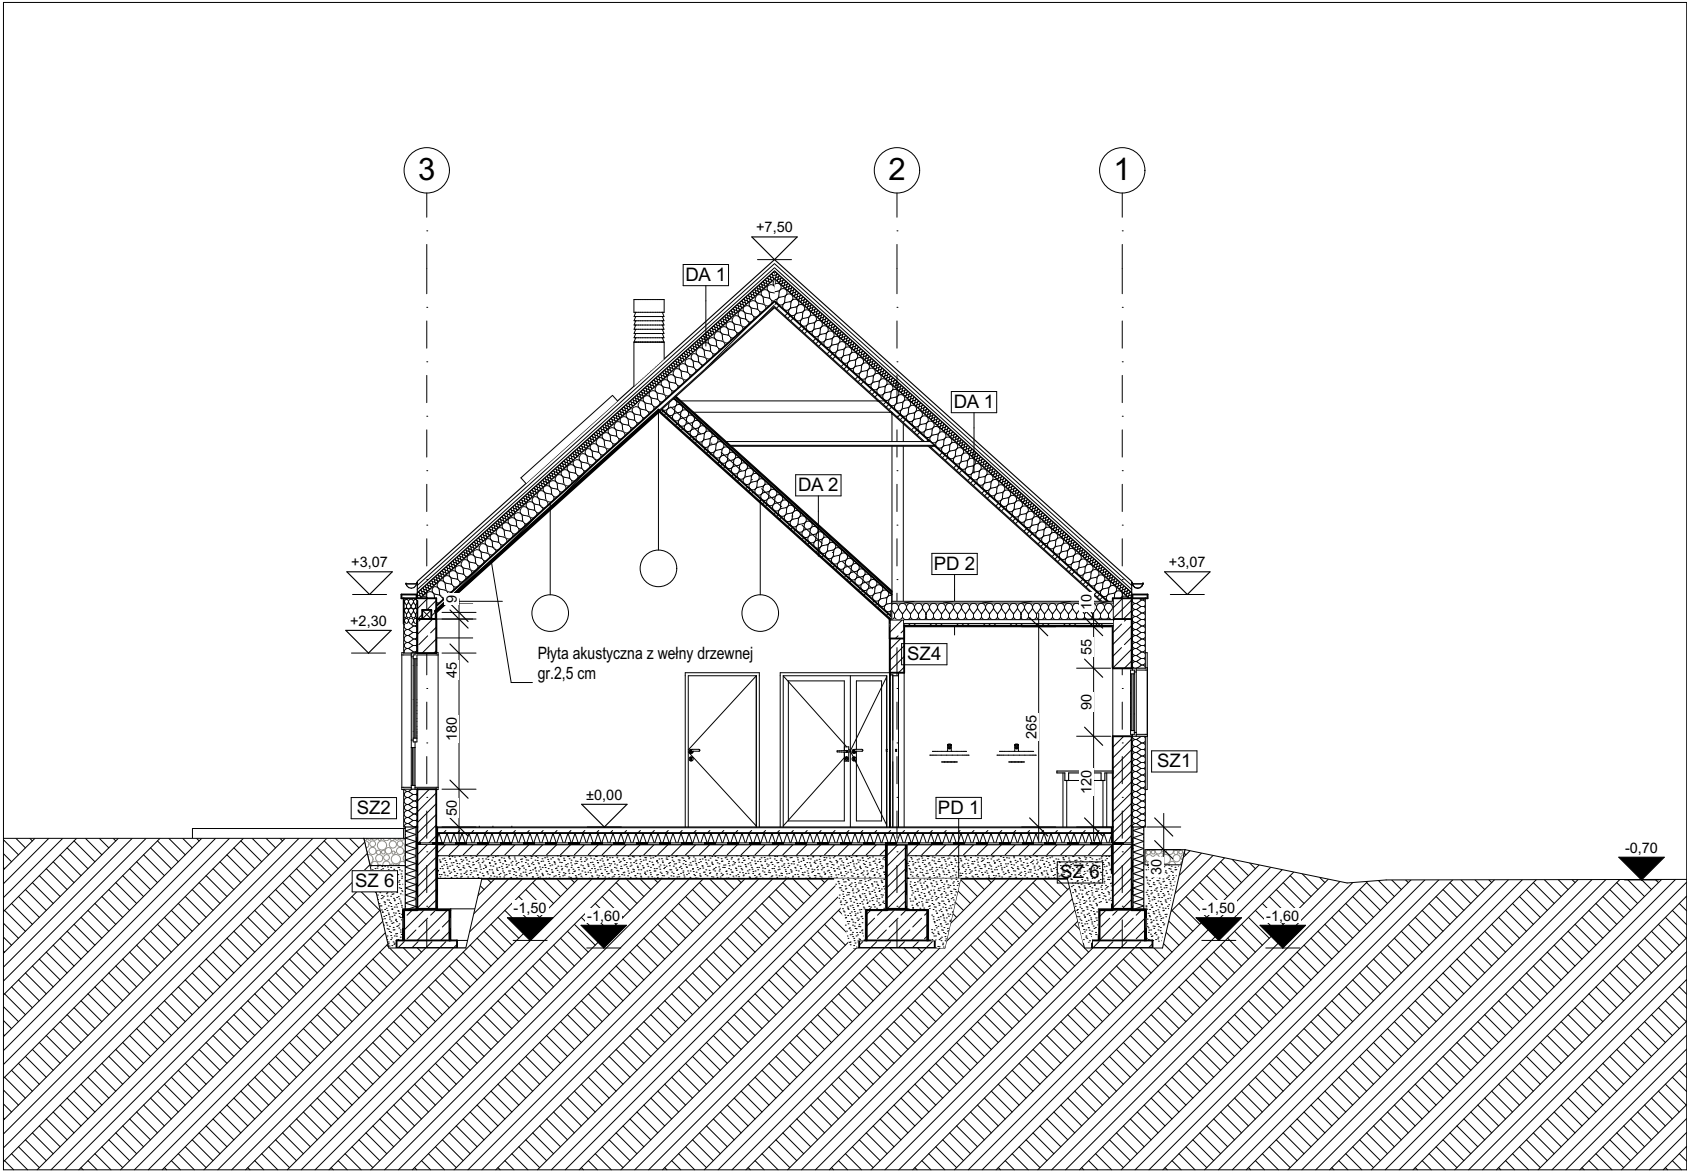 3
2
1
+7,50
DA 1
DA 1
DA 2
+3,07
+3,07
PD 2
9
210
+2,30
Płyta akustyczna z wełny drzewnej
gr.2,5 cm
SZ4
45
55
180
265
90
SZ1
120
±0,00
SZ2
50
PD 1
-0,70
SZ 6
SZ 6
30
-1,50
-1,60
-1,50
-1,60